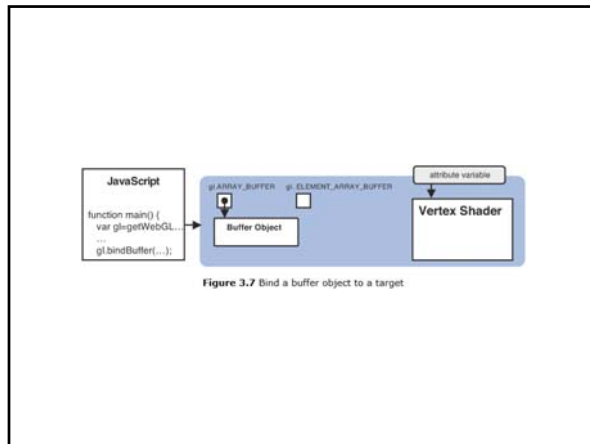 JavaScript
function main() {
var gl=getWebGL...
...
gl.bindBuffer(...);
gl.ARRAY_BUFFER
gl. ELEMENT_ARRAY_BUFFER
Buffer Object
attribute variable
Vertex Shader
Figure 3.7 Bind a buffer object to a target